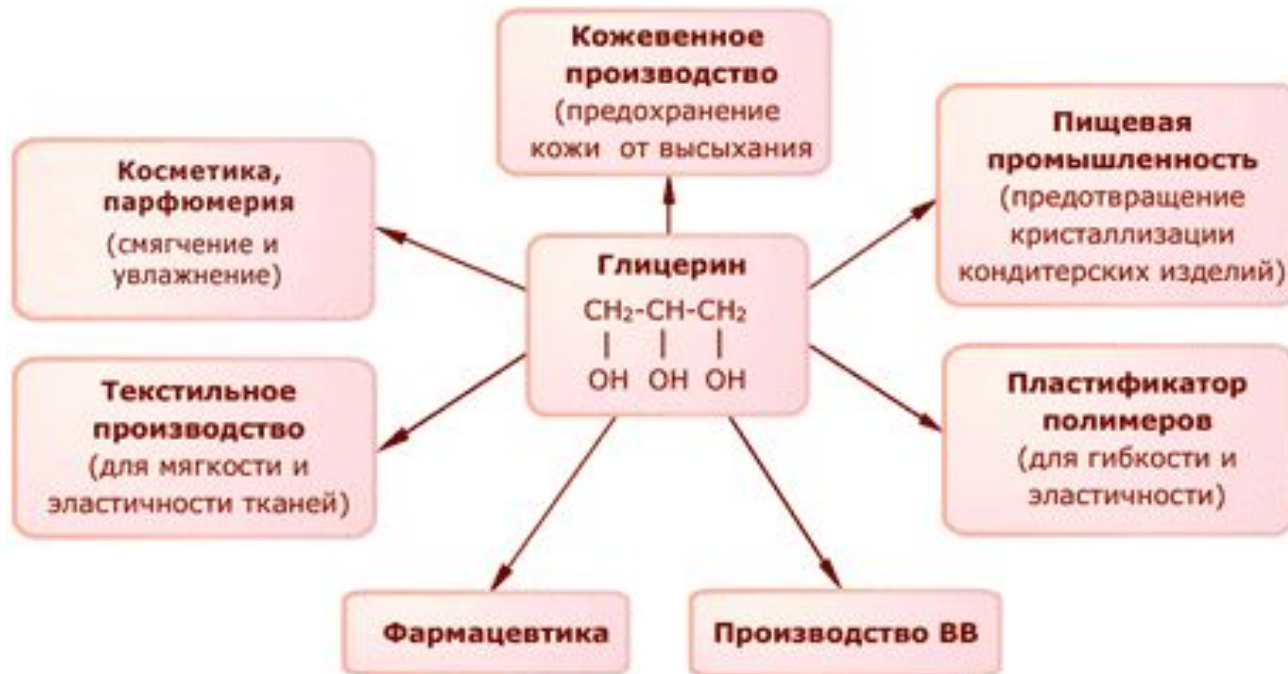 Кожевенное
производство
(предохранение
кожи от высыхания
Пищевая
промышленность
(предотвращение
кристаллизации
кондитерских изделий)
Косметика,
парфюмерия
(смягчение и
увлажнение)
Глицерин
CH₂-CH-CH₂
| | |
OH OH OH
Текстильное
производство
(для мягкости и
эластичности тканей)
Пластификатор
полимеров
(для гибкости и
эластичности)
Фармацевтика
Производство ВВ